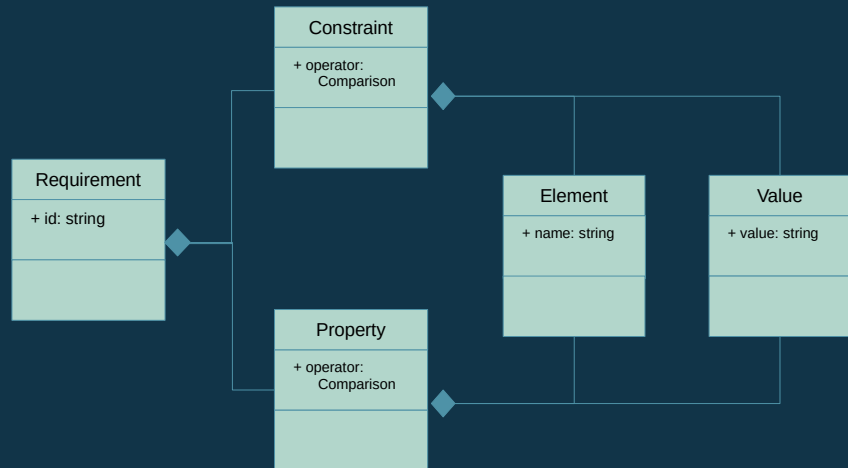 Constraint
+ operator:
Comparison
Requirement
+ id: string
Element
+ name: string
Value
+ value: string
Property
+ operator:
Comparison